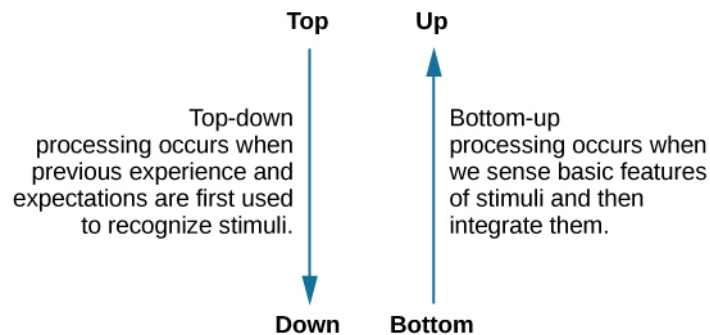 Top
Up
Top-down
processing occurs when
previous experience and
expectations are first used
to recognize stimuli.
Bottom-up
processing occurs when
we sense basic features
of stimuli and then
integrate them.
Down
Bottom